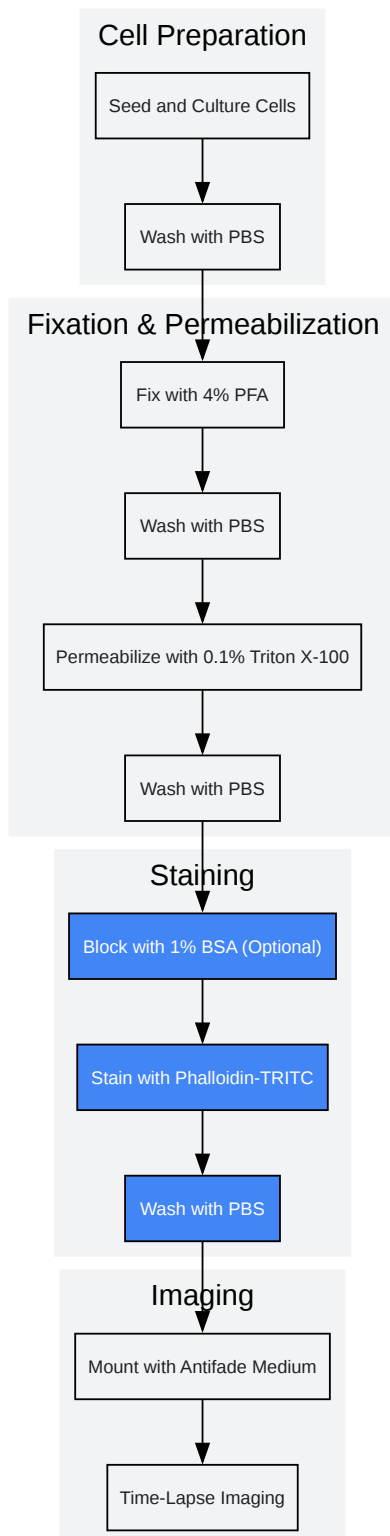 Cell Preparation
Seed and Culture Cells
Wash with PBS
Fixation & Permeabilization
Fix with 4% PFA
Wash with PBS
Permeabilize with 0.1% Triton X-100
Wash with PBS
Staining
Block with 1% BSA (Optional)
Stain with Phalloidin-TRITC
Wash with PBS
Imaging
Mount with Antifade Medium
Time-Lapse Imaging